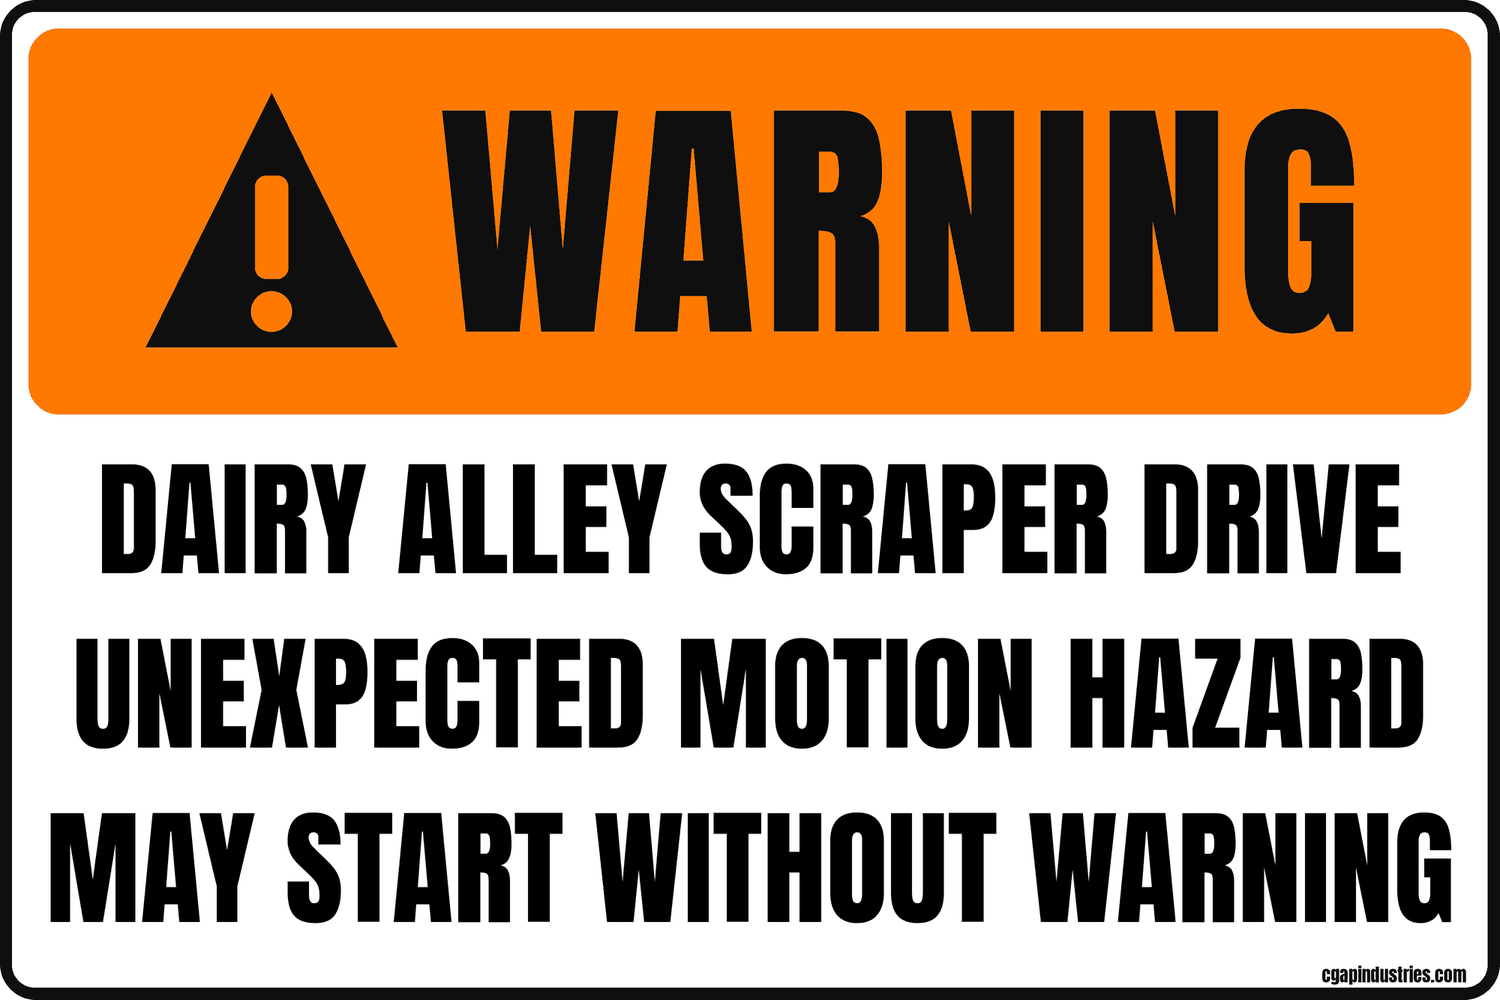 WARNING
DAIRY ALLEY SCRAPER DRIVE
UNEXPECTED MOTION HAZARD
MAY START WITHOUT WARNING
cgapindustries.com